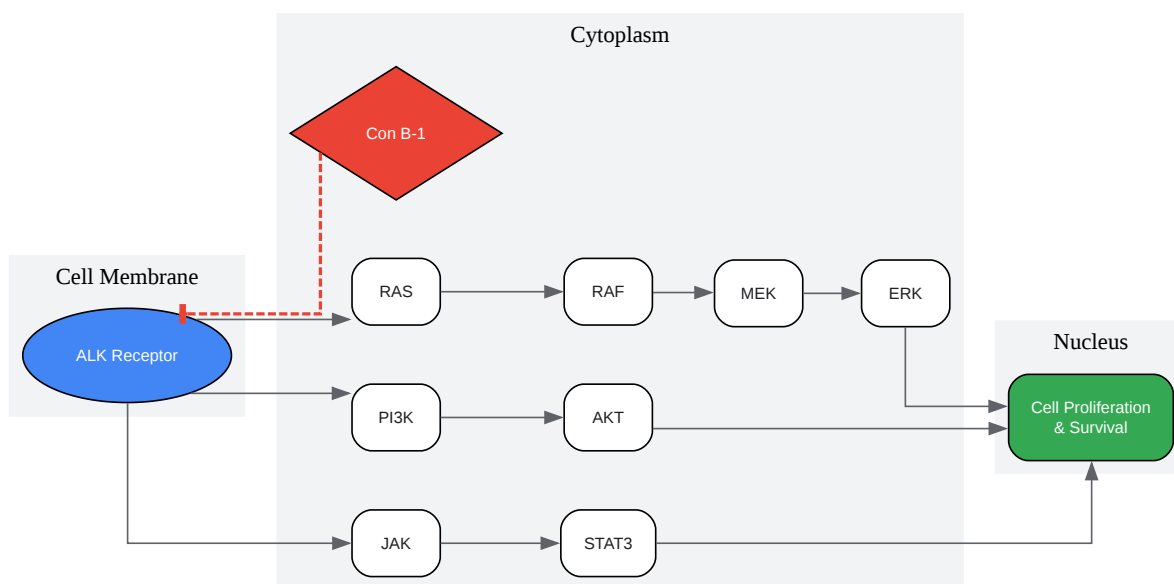 Cytoplasm
Con B-1
Cell Membrane
ALK Receptor
RAS
RAF
MEK
ERK
PI3K
AKT
JAK
STAT3
Nucleus
Cell Proliferation
& Survival